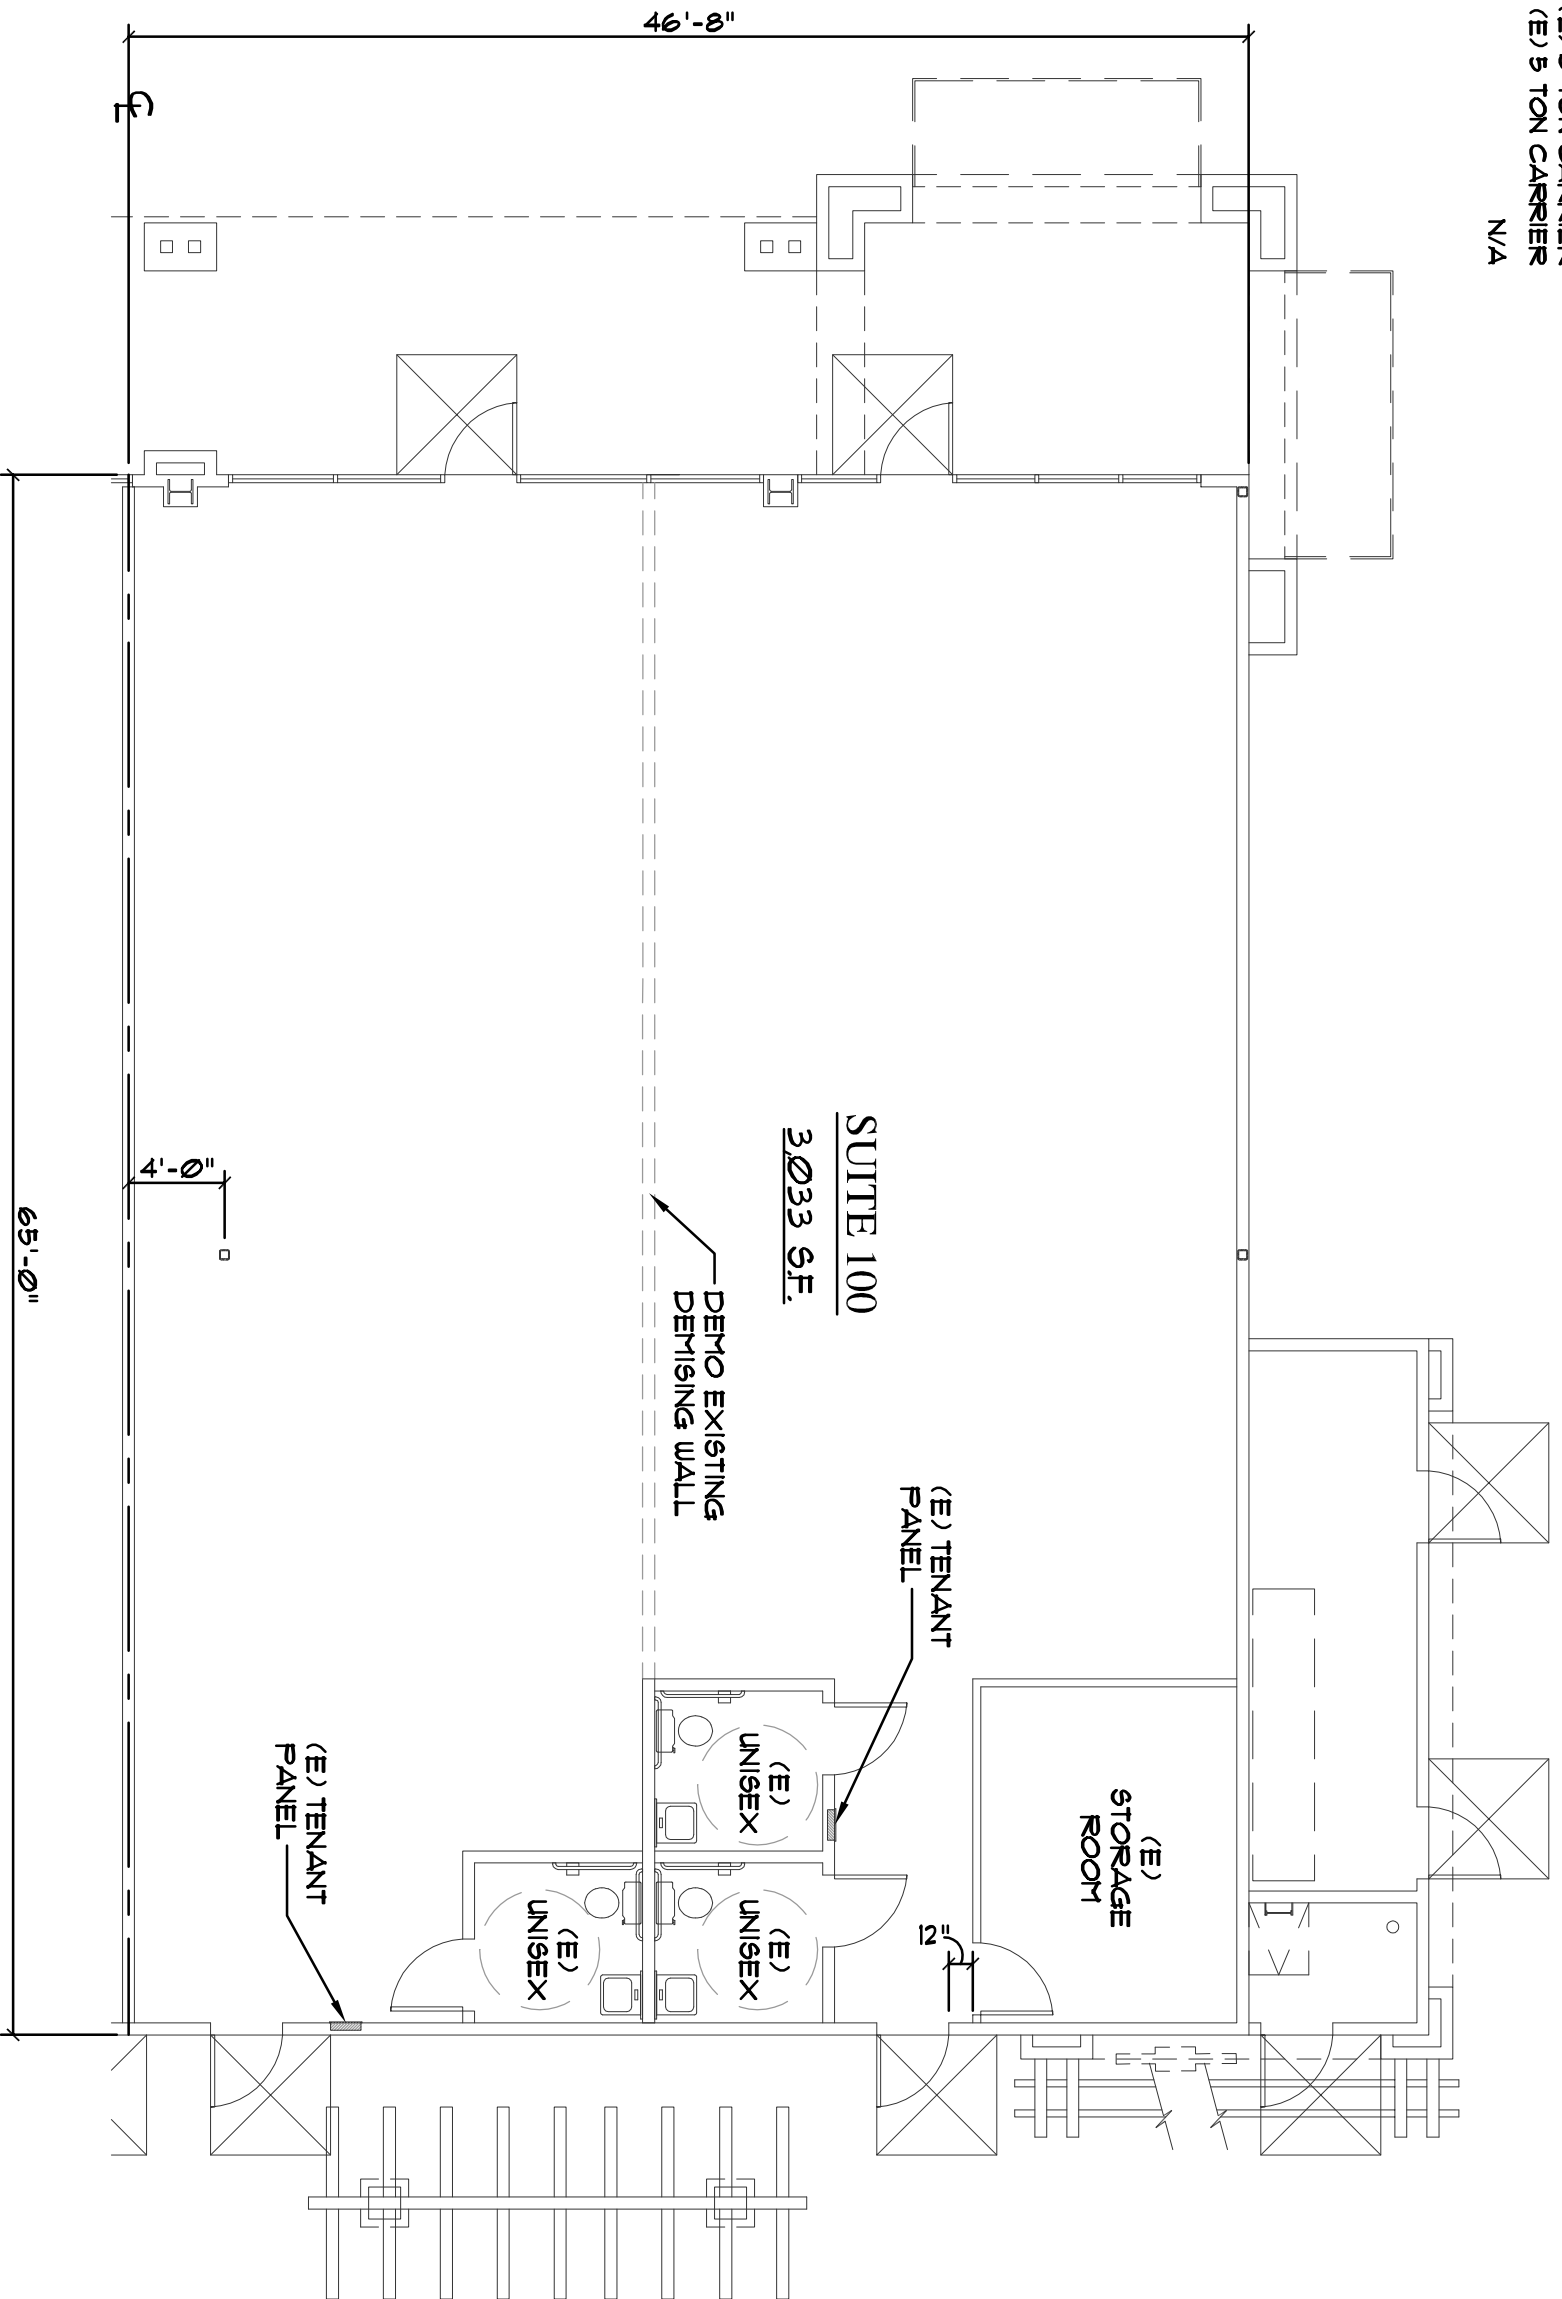 (E) 5 TON CARRIER
N/A
46'-8"
CL
SUITE 100
3,033 S.F.
4'-0"
65'-0"
DEMO EXISTING
DEMISING WALL
(E) TENANT
PANEL
(E) TENANT
PANEL
(E)
UNISEX
(E)
UNISEX
(E)
UNISEX
(E)
STORAGE
ROOM
12"